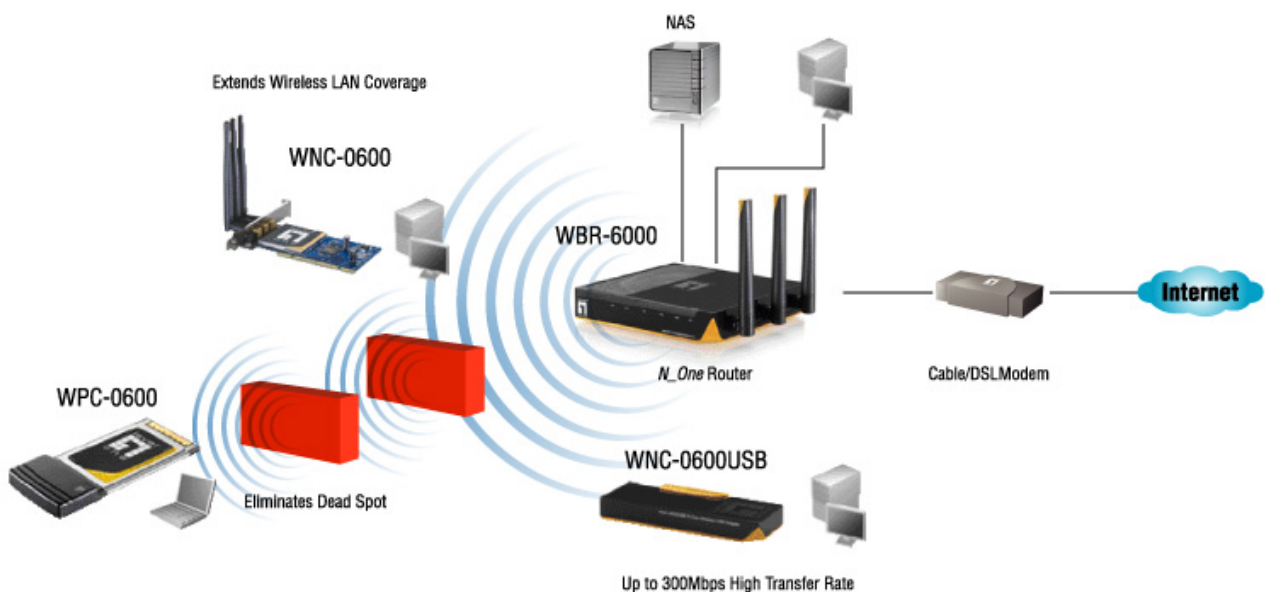 NAS
Extends Wireless LAN Coverage
WNC-0600
WBR-6000
Internet
N_One Router
Cable/DSLModem
WPC-0600
WNC-0600USB
Eliminates Dead Spot
Up to 300Mbps High Transfer Rate